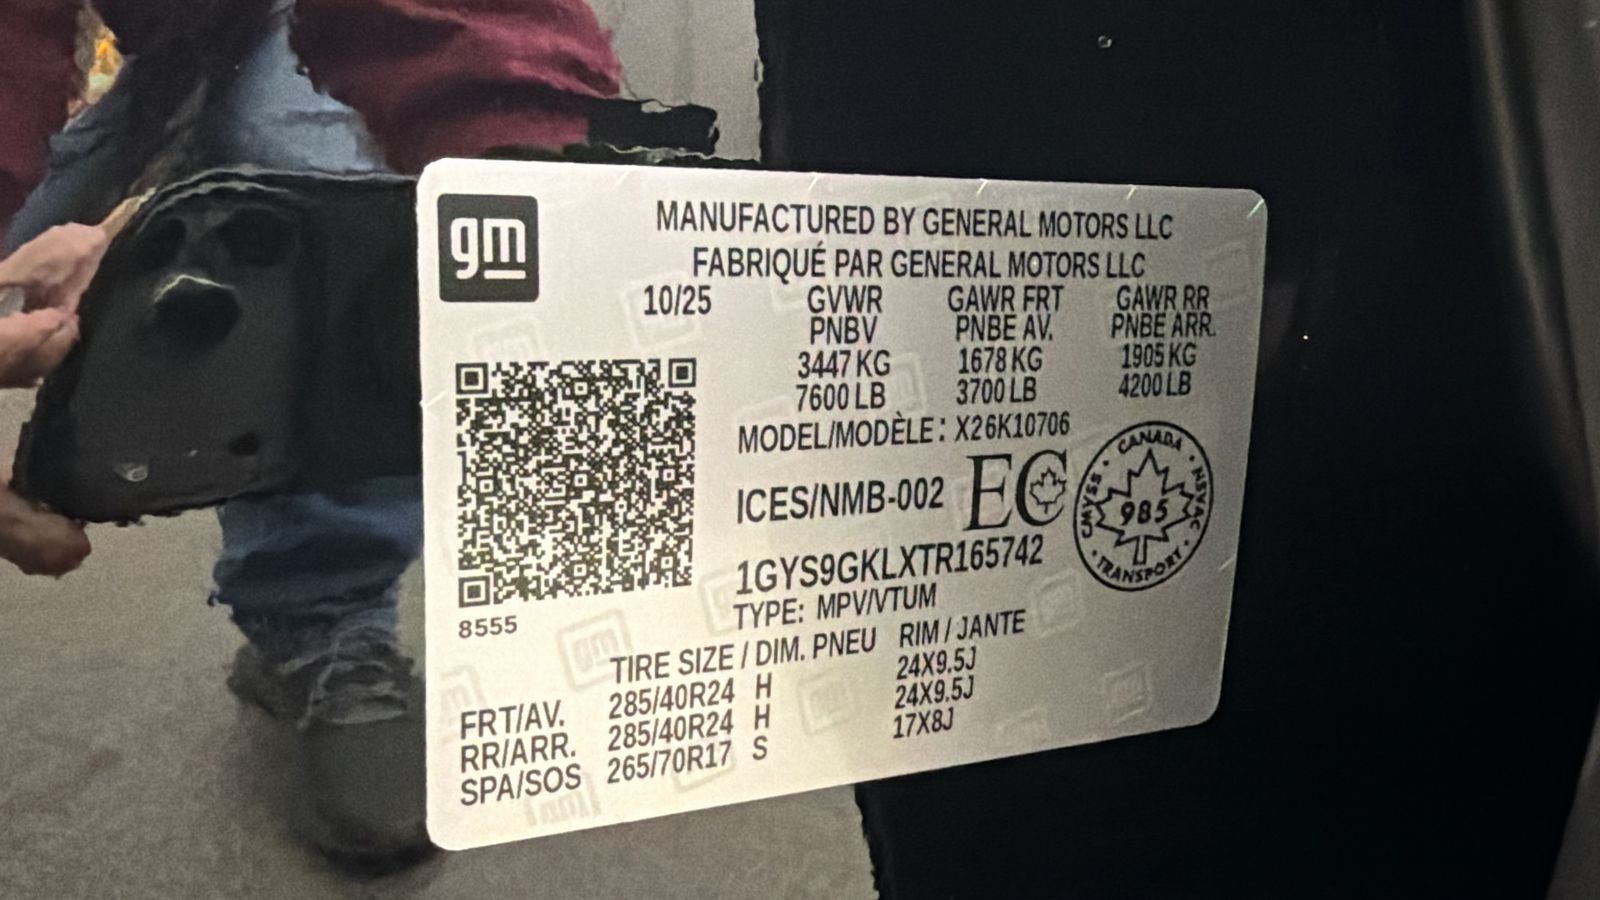 gm
MANUFACTURED BY GENERAL MOTORS LLC
FABRIQUÉ PAR GENERAL MOTORS LLC
10/25 GVWR GAWR FRT GAWR RR
PNBV PNBE AV. PNBE ARR.
3447 KG 1678 KG 1905 KG
7600 LB 3700 LB 4200 LB
MODEL/MODÈLE: X26K10706
ICES/NMB-002 EC
CANADA
CMVSS 985 NSVAC
TRANSPORT
1GYS9GKLXTR165742
TYPE: MPV/VTUM
8555
TIRE SIZE / DIM. PNEU RIM / JANTE
FRT/AV. 285/40R24 H 24X9.5J
RR/ARR. 285/40R24 H 24X9.5J
SPA/SOS 265/70R17 S 17X8J